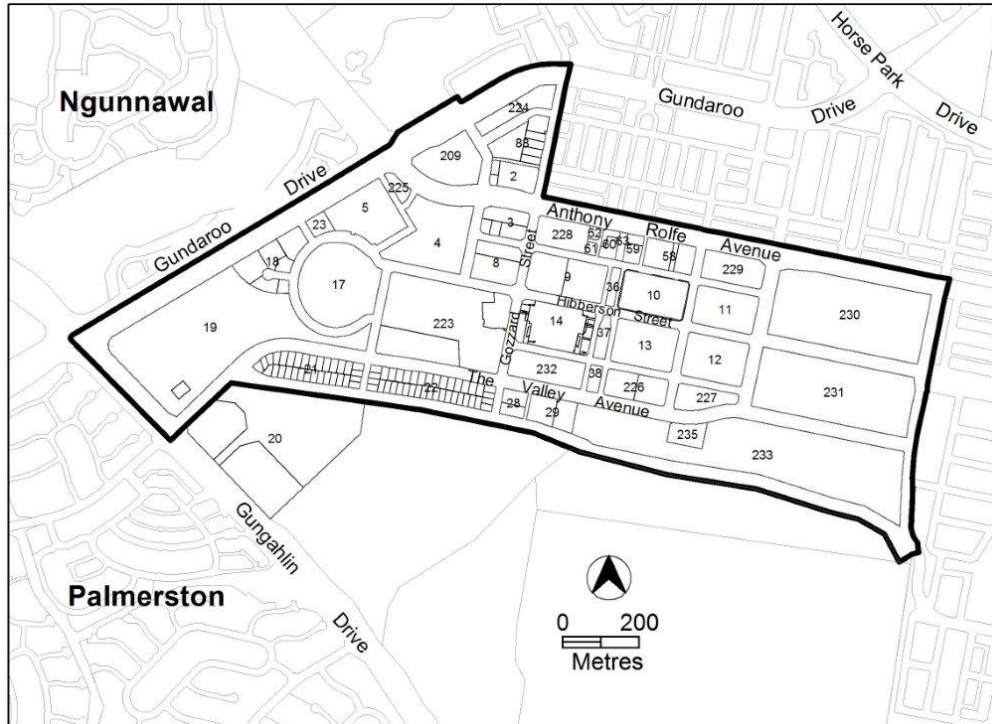 Horse Park
Drive
Ngunnawal
Gundaroo
Drive
224
88
209
2
Drive
225
5
23
3
Anthony
Rolfe
Avenue
4
228
62
63
61
60
59
58
229
Gundaroo
Street
18
8
9
36
10
17
11
230
Hibberson
Street
19
223
14
37
13
12
Gozzard
232
38
226
227
231
21
22
The
Valley
Avenue
28
29
235
233
20
Gungahlin
Drive
Palmerston
0 200
Metres